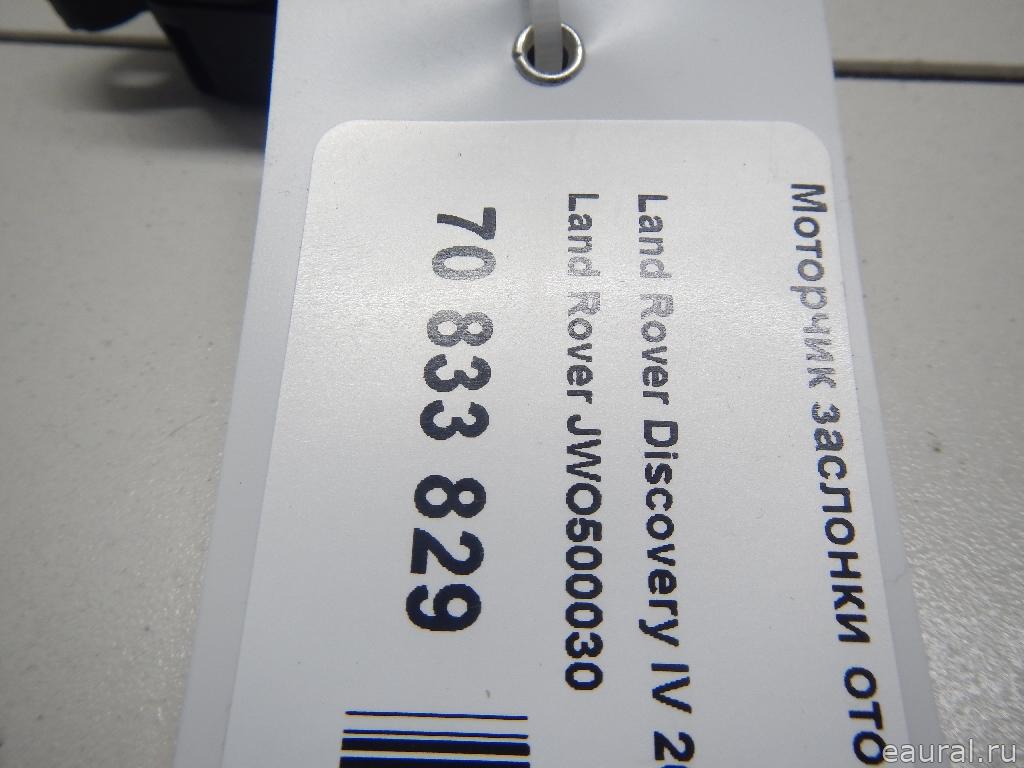 Моторчик заслонки ото
Land Rover Discovery IV 20
Land Rover JWO500030
70 833 829
eaural.ru